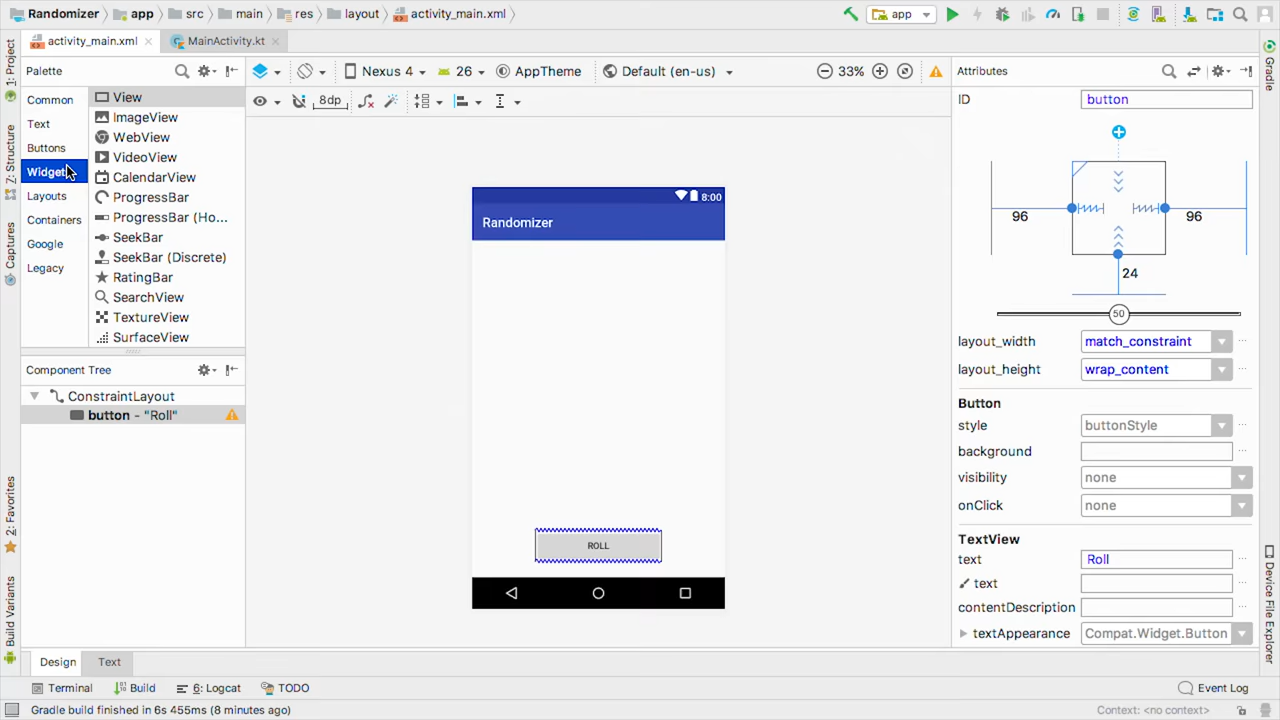 Randomizer app src main res layout activity_main.xml app
activity_main.xml MainActivity.kt
1: Project
7: Structure
Captures
2: Favorites
Build Variants
Palette
Common
Text
Buttons
Widget
Layouts
Containers
Google
Legacy
View
ImageView
WebView
VideoView
CalendarView
ProgressBar
ProgressBar (Ho...
SeekBar
SeekBar (Discrete)
RatingBar
SearchView
TextureView
SurfaceView
Component Tree
ConstraintLayout
button - "Roll"
Nexus 4 26 AppTheme Default (en-us) 33%
8dp
8:00
Randomizer
ROLL
Attributes
ID button
96 96
24
50
layout_width match_constraint
layout_height wrap_content
Button
style buttonStyle
background
visibility none
onClick none
TextView
text Roll
text
contentDescription
textAppearance Compat.Widget.Button
Gradle
Device File Explorer
Design Text
Terminal Build 6: Logcat TODO Event Log
Gradle build finished in 6s 455ms (8 minutes ago) Context: <no context>